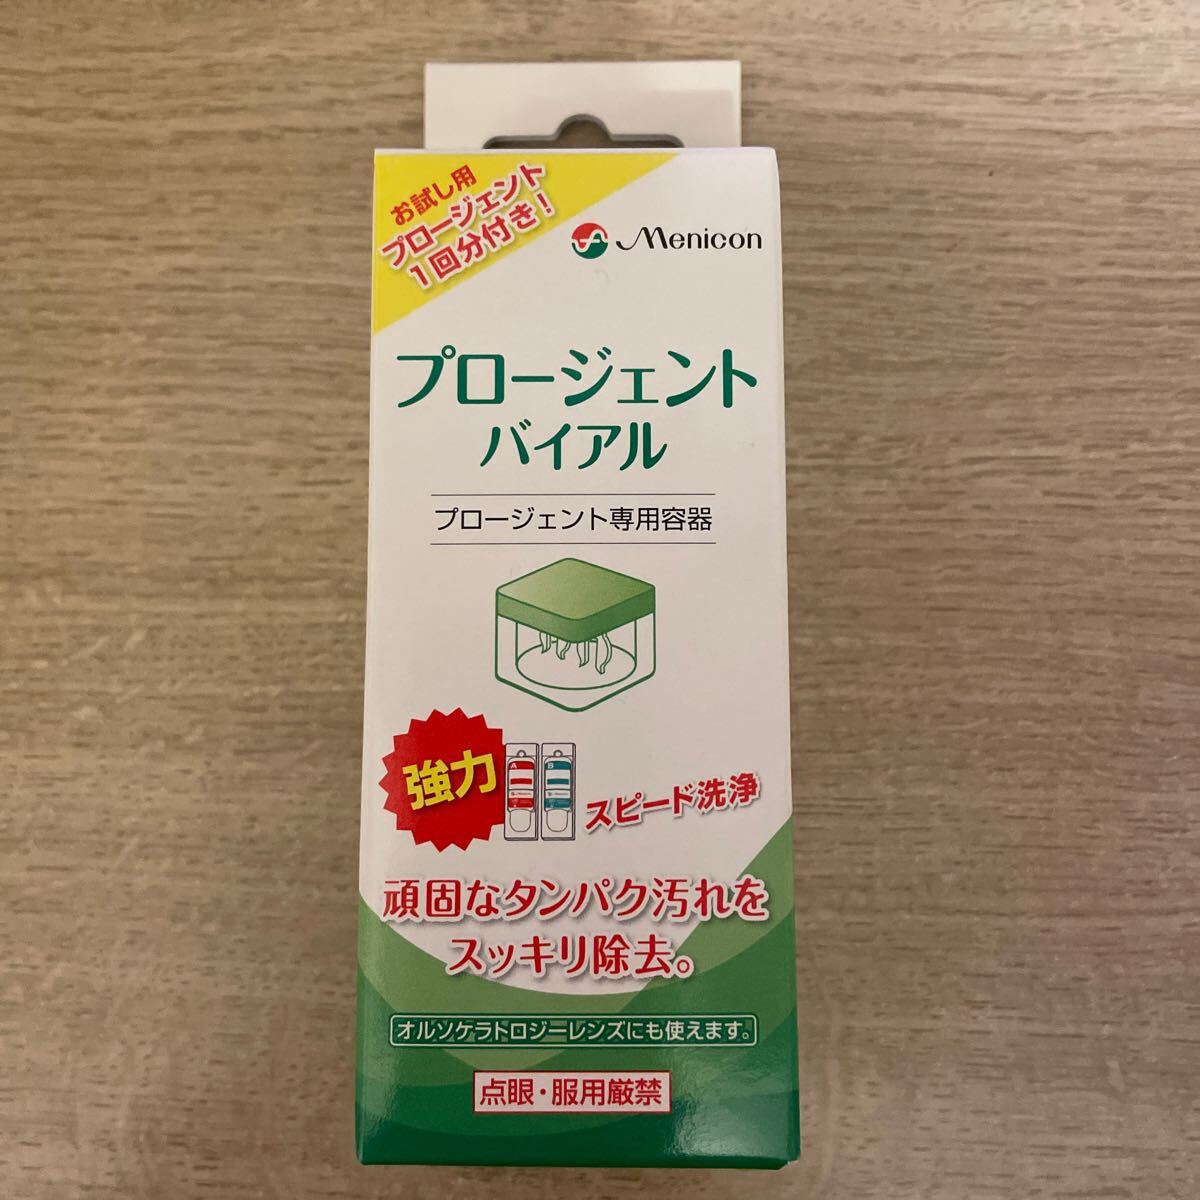 お試し用
プロージェント
1回分付き!
Menicon
プロージェント
バイアル
プロージェント専用容器
強力
A
B
スピード洗浄
頑固なタンパク汚れを
スッキリ除去。
オルソケラトロジーレンズにも使えます。
点眼・服用厳禁